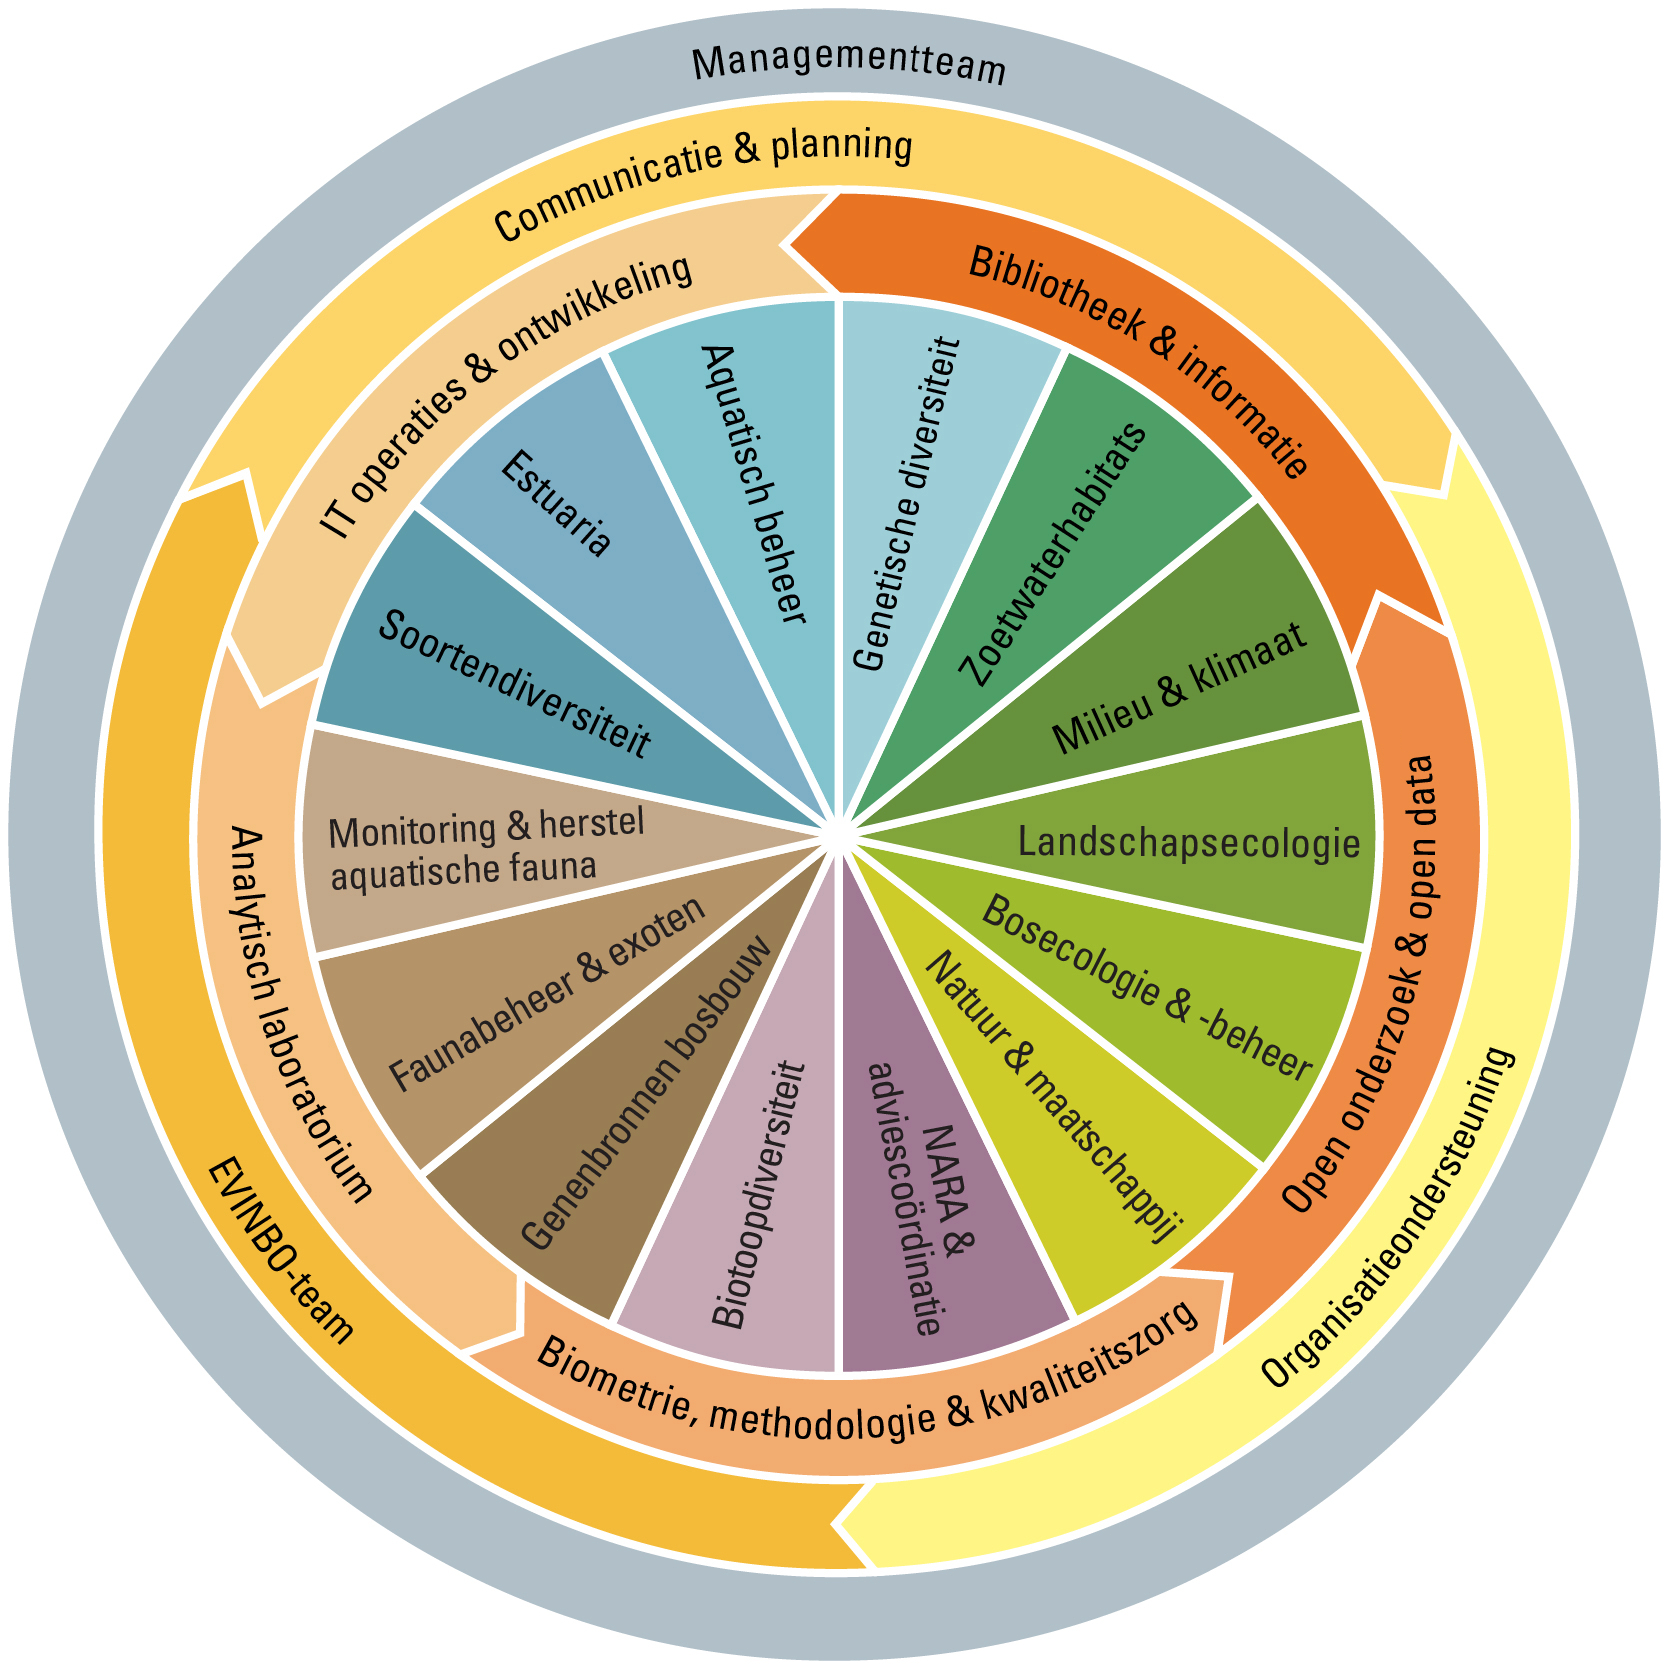 Managementteam
Communicatie & planning
Organisatieondersteuning
EVINBO-team
IT operaties & ontwikkeling
Bibliotheek & informatie
Open onderzoek & open data
Biometrie, methodologie & kwaliteitszorg
Analytisch laboratorium
Genetische diversiteit
Zoetwaterhabitats
Milieu & klimaat
Landschapsecologie
Bosecologie & -beheer
Natuur & maatschappij
NARA &
adviescoördinatie
Biotoopdiversiteit
Genenbronnen bosbouw
Faunabeheer & exoten
Monitoring & herstel
aquatische fauna
Soortendiversiteit
Estuaria
Aquatisch beheer